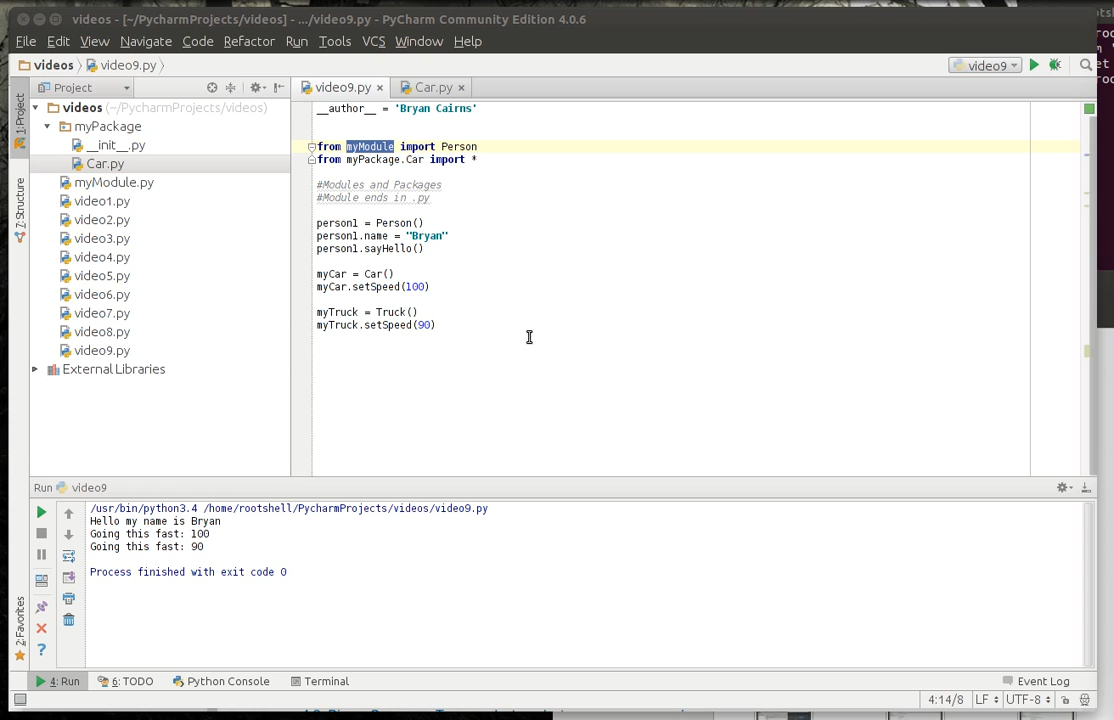 videos - [~/PycharmProjects/videos] - .../video9.py - PyCharm Community Edition 4.0.6
File Edit View Navigate Code Refactor Run Tools VCS Window Help
videos video9.py video9
1: Project
7: Structure
2: Favorites
Project
videos (~/PycharmProjects/videos)
myPackage
__init__.py
Car.py
myModule.py
video1.py
video2.py
video3.py
video4.py
video5.py
video6.py
video7.py
video8.py
video9.py
External Libraries
video9.py Car.py
__author__ = 'Bryan Cairns'
from myModule import Person
from myPackage.Car import *
#Modules and Packages
#Module ends in .py
person1 = Person()
person1.name = "Bryan"
person1.sayHello()
myCar = Car()
myCar.setSpeed(100)
myTruck = Truck()
myTruck.setSpeed(90)
Run video9
/usr/bin/python3.4 /home/rootshell/PycharmProjects/videos/video9.py
Hello my name is Bryan
Going this fast: 100
Going this fast: 90
Process finished with exit code 0
4: Run 6: TODO Python Console Terminal Event Log
4:14/8 LF UTF-8